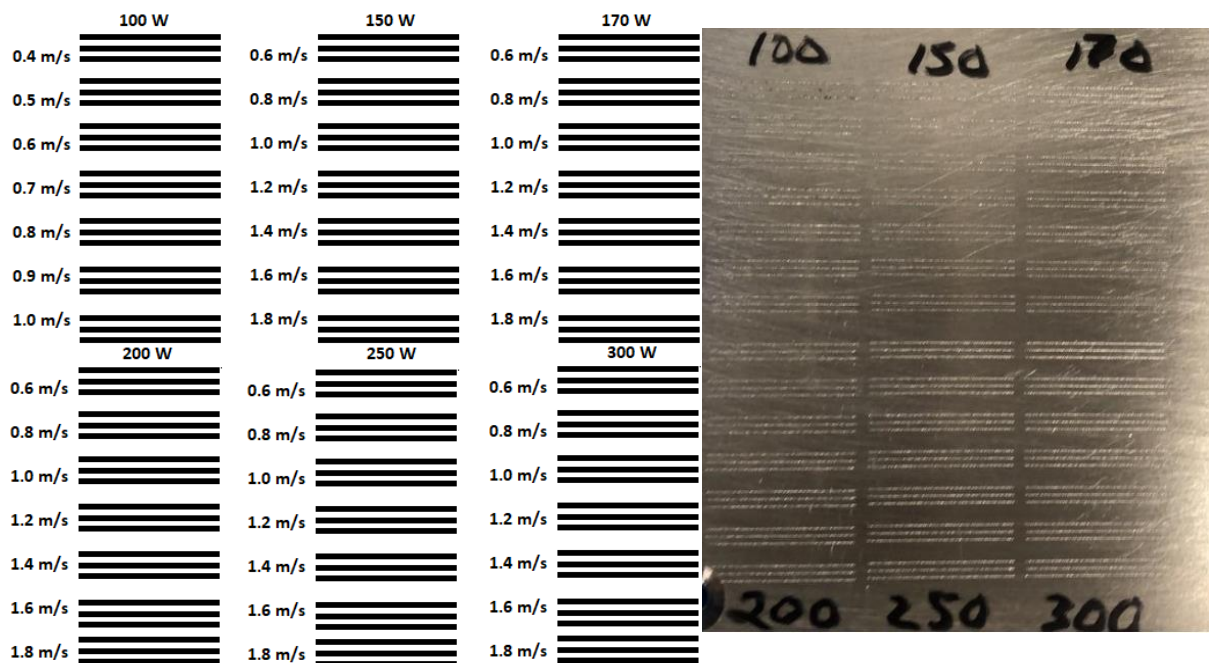 100 W 150 W 170 W
0.4 m/s 0.6 m/s 0.6 m/s
0.5 m/s 0.8 m/s 0.8 m/s
0.6 m/s 1.0 m/s 1.0 m/s
0.7 m/s 1.2 m/s 1.2 m/s
0.8 m/s 1.4 m/s 1.4 m/s
0.9 m/s 1.6 m/s 1.6 m/s
1.0 m/s 1.8 m/s 1.8 m/s
200 W 250 W 300 W
0.6 m/s 0.6 m/s 0.6 m/s
0.8 m/s 0.8 m/s 0.8 m/s
1.0 m/s 1.0 m/s 1.0 m/s
1.2 m/s 1.2 m/s 1.2 m/s
1.4 m/s 1.4 m/s 1.4 m/s
1.6 m/s 1.6 m/s 1.6 m/s
1.8 m/s 1.8 m/s 1.8 m/s
100 150 170
200 250 300